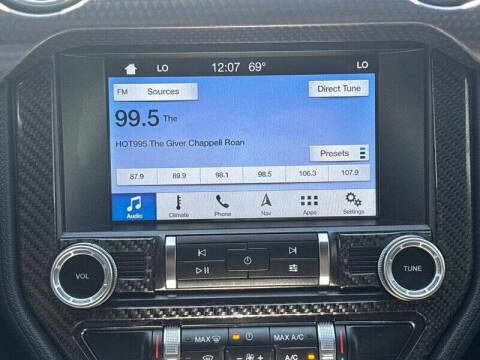 LO 12:07 69° LO
FM Sources Direct Tune
99.5 The
HOT995 The Giver Chappell Roan
Presets
87.9 89.9 98.1 98.5 106.3 107.9
Audio Climate Phone Nav Apps Settings
VOL
TUNE
MAX MAX A/C
A/C